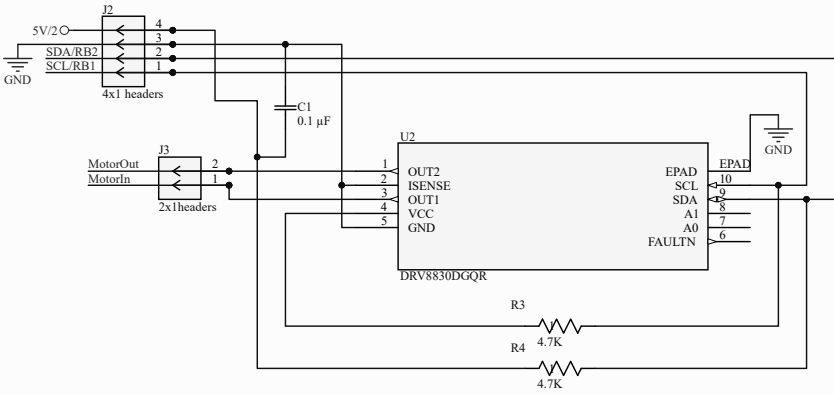 J2
5V/2
4
3
SDA/RB2
2
SCL/RB1
1
GND
4x1 headers
C1
0.1 µF
J3
MotorOut
2
MotorIn
1
2x1headers
U2
1
OUT2
2
ISENSE
3
OUT1
4
VCC
5
GND
EPAD
EPAD
SCL
10
SDA
9
A1
8
A0
7
FAULTN
6
DRV8830DGQR
GND
R3
1
4.7K
R4
1
4.7K